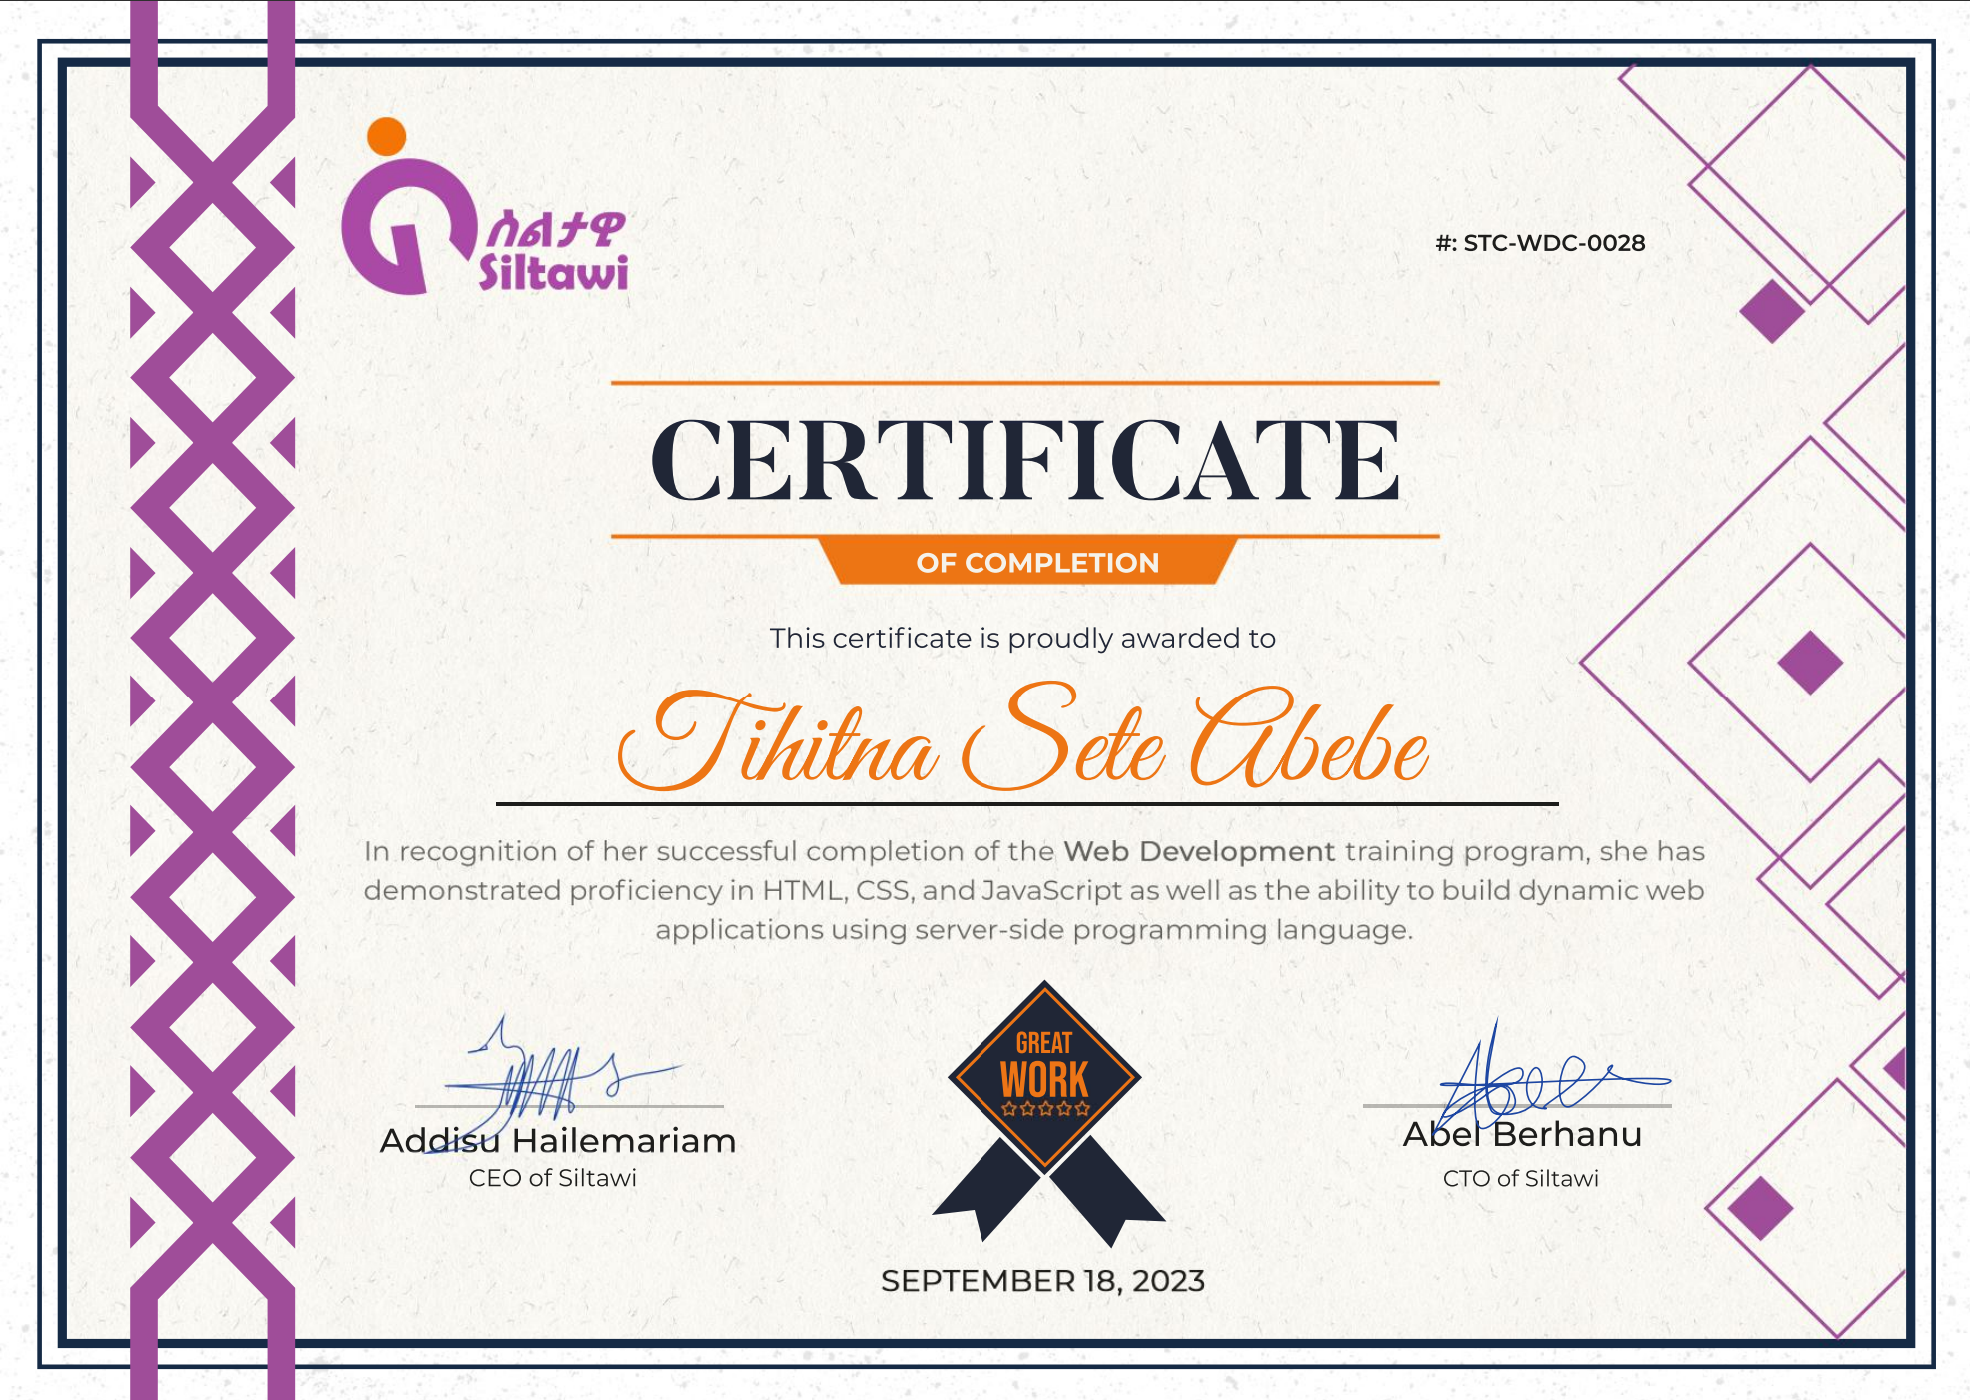 ስልታዊ
Siltawi
#: STC-WDC-0028
CERTIFICATE
OF COMPLETION
This certificate is proudly awarded to
Tihitna Sete Abebe
In recognition of her successful completion of the Web Development training program, she has
demonstrated proficiency in HTML, CSS, and JavaScript as well as the ability to build dynamic web
applications using server-side programming language.
GREAT
WORK
Addisu Hailemariam
CEO of Siltawi
Abel Berhanu
CTO of Siltawi
SEPTEMBER 18, 2023